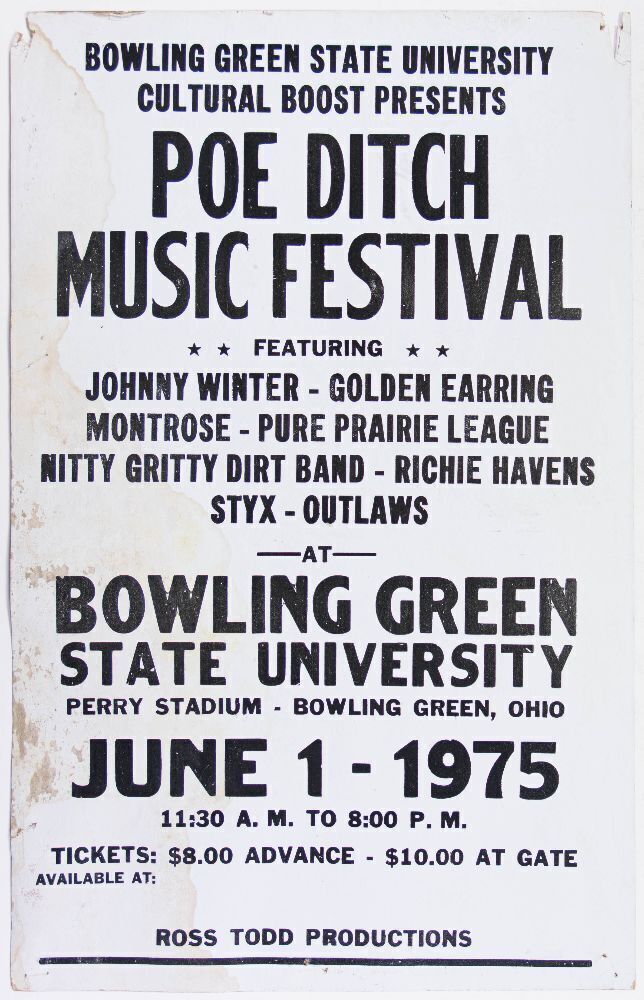 BOWLING GREEN STATE UNIVERSITY
CULTURAL BOOST PRESENTS
POE DITCH
MUSIC FESTIVAL
★ ★ FEATURING ★ ★
JOHNNY WINTER - GOLDEN EARRING
MONTROSE - PURE PRAIRIE LEAGUE
NITTY GRITTY DIRT BAND - RICHIE HAVENS
STYX - OUTLAWS
—AT—
BOWLING GREEN
STATE UNIVERSITY
PERRY STADIUM - BOWLING GREEN, OHIO
JUNE 1 - 1975
11:30 A. M. TO 8:00 P. M.
TICKETS: $8.00 ADVANCE - $10.00 AT GATE
AVAILABLE AT:
ROSS TODD PRODUCTIONS